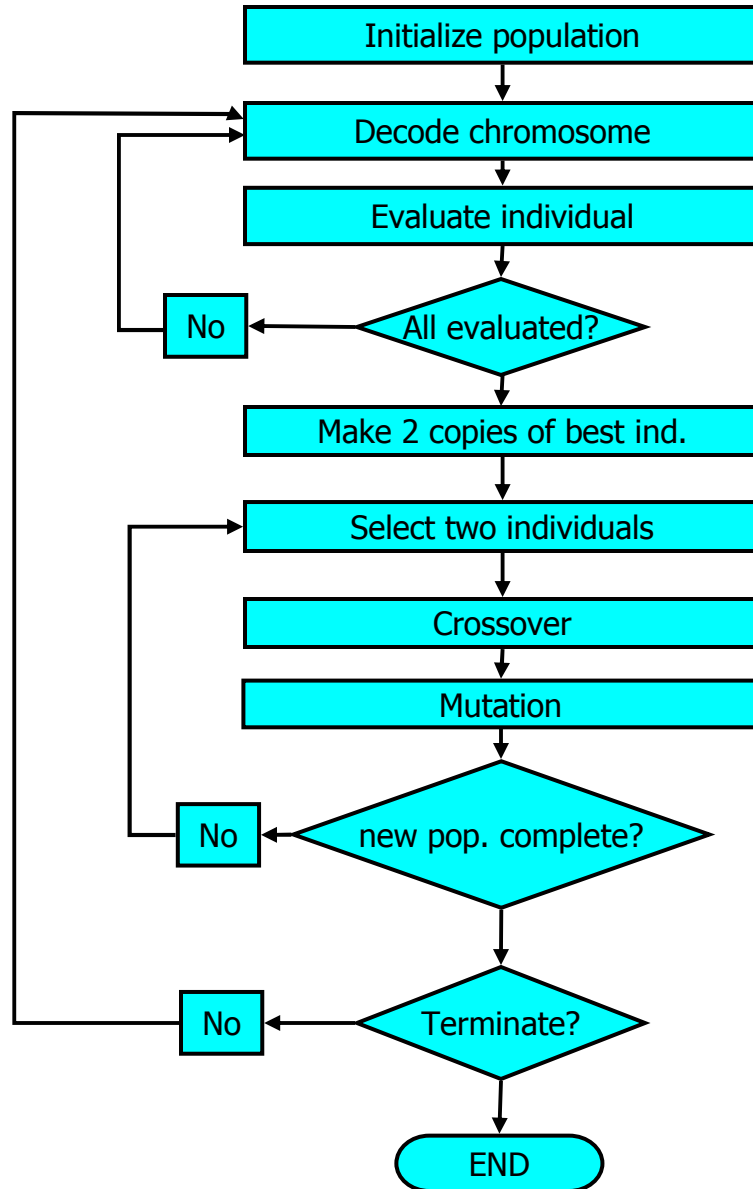 Initialize population
Decode chromosome
Evaluate individual
All evaluated?
No
Make 2 copies of best ind.
Select two individuals
Crossover
Mutation
new pop. complete?
No
Terminate?
No
END